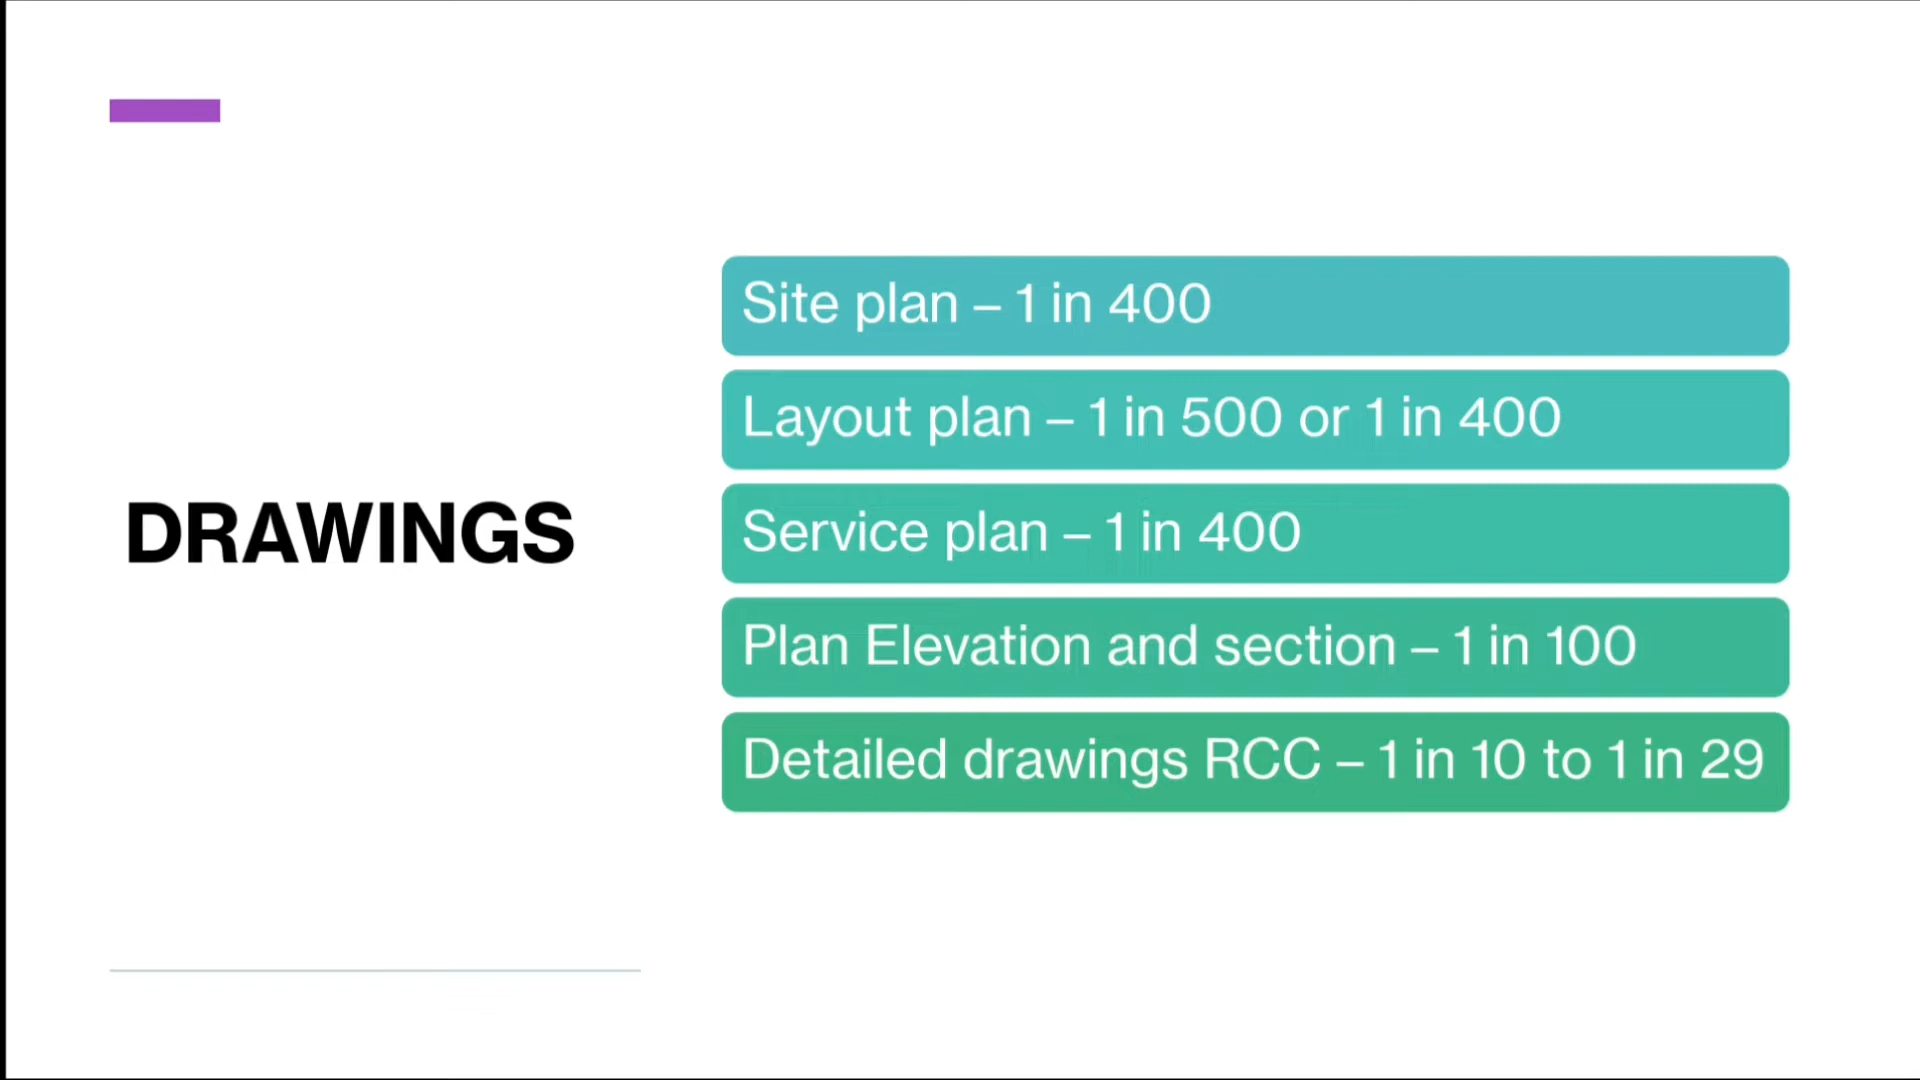 DRAWINGS
Site plan – 1 in 400
Layout plan – 1 in 500 or 1 in 400
Service plan – 1 in 400
Plan Elevation and section – 1 in 100
Detailed drawings RCC – 1 in 10 to 1 in 29